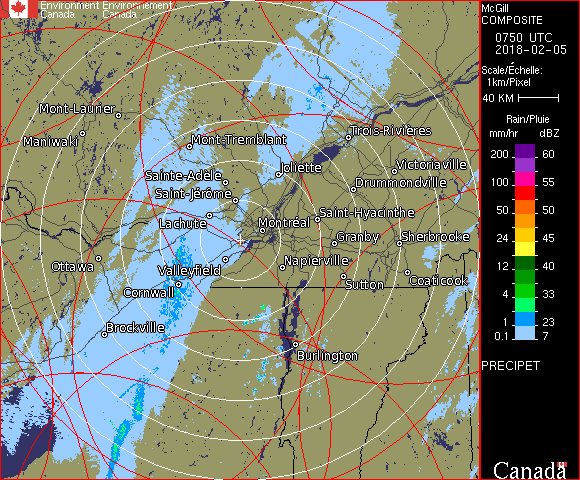 Environment Environnement
Canada Canada
McGill
COMPOSITE
0750 UTC
2018-02-05
Scale/Échelle:
1km/Pixel
40 KM
Rain/Pluie
mm/hr dBZ
200 60
100 55
50 50
24 45
12 40
4 33
1 23
0.1 7
PRECIPET
Canada
Mont-Laurier
Maniwaki
Mont-Tremblant
Trois-Rivières
Joliette
Victoriaville
Sainte-Adèle
Drummondville
Saint-Jérôme
Saint-Hyacinthe
Lachute
Montréal
Granby
Sherbrooke
Ottawa
Valleyfield
Napierville
Cornwall
Sutton
Coaticook
Brockville
Burlington